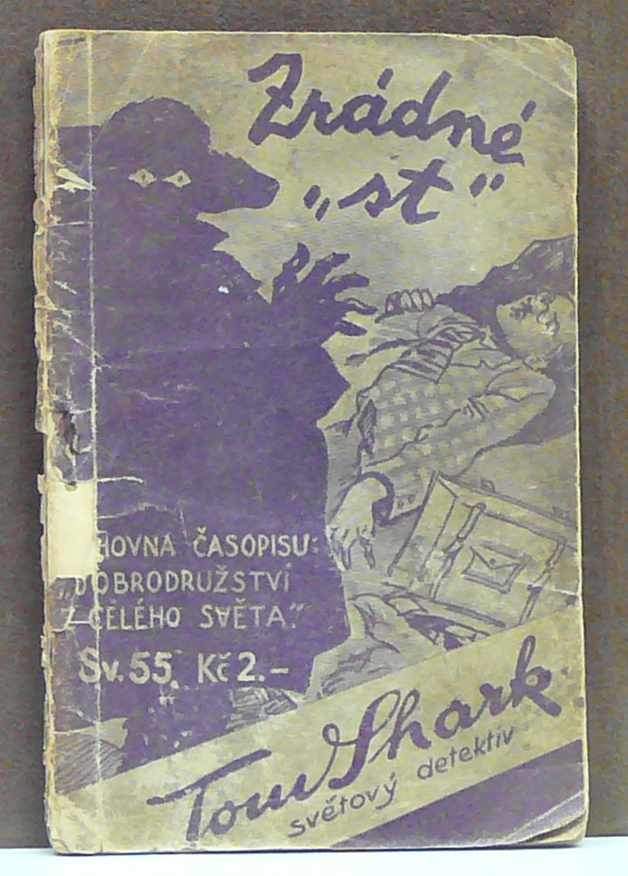 Zrádné
„st“
HOVNA ČASOPISU:
„DOBRODRUŽSTVÍ
Z CELÉHO SVĚTA.“
Sv. 55. Kč 2.–
Tom Shark
světový detektiv